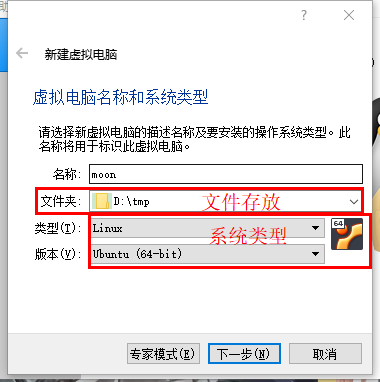 ?
新建虚拟电脑
虚拟电脑名称和系统类型
请选择新虚拟电脑的描述名称及要安装的操作系统类型。此
名称将用于标识此虚拟电脑。
名称: moon
文件夹: D:\tmp 文件存放
类型(T): Linux 系统类型 64
版本(V): Ubuntu (64-bit)
专家模式(E) 下一步(N) 取消